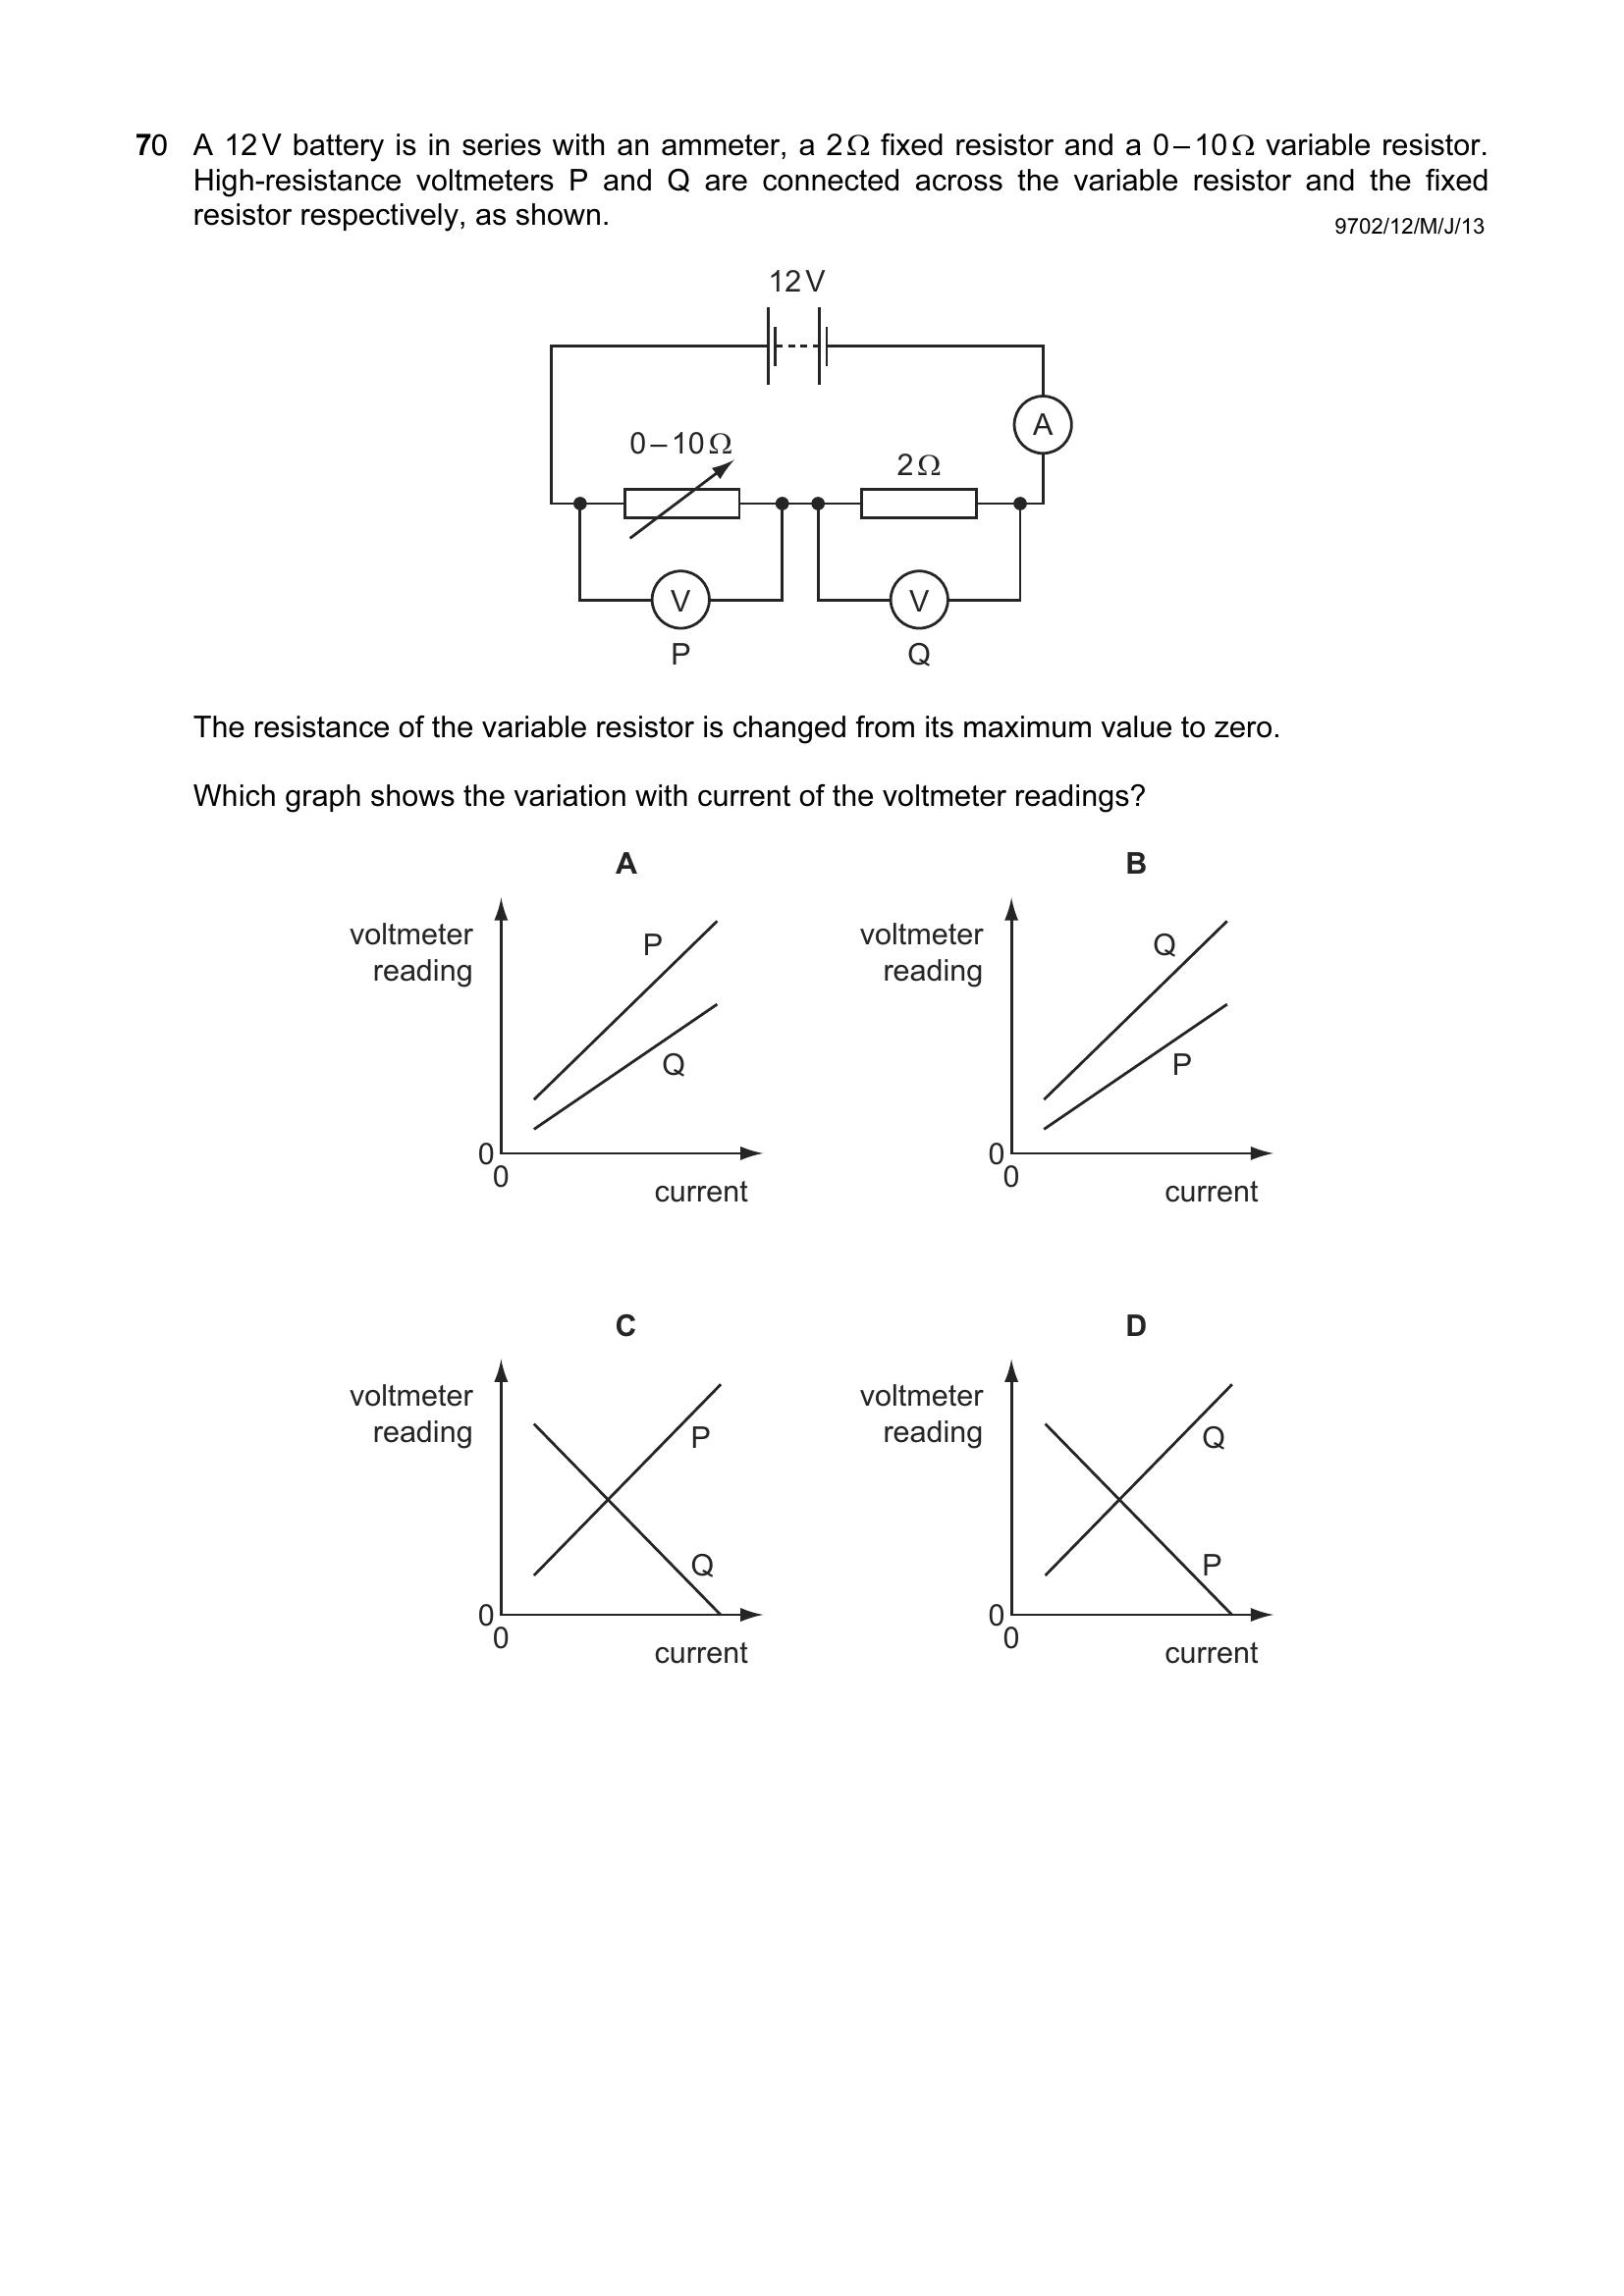 70 A 12 V battery is in series with an ammeter, a 2 Ω fixed resistor and a 0 – 10 Ω variable resistor.
High-resistance voltmeters P and Q are connected across the variable resistor and the fixed
resistor respectively, as shown.
9702/12/M/J/13
12 V
A
0 – 10 Ω
2 Ω
V
V
P
Q
The resistance of the variable resistor is changed from its maximum value to zero.
Which graph shows the variation with current of the voltmeter readings?
A
voltmeter
reading
P
Q
0
0
current
B
voltmeter
reading
Q
P
0
0
current
C
voltmeter
reading
P
Q
0
0
current
D
voltmeter
reading
Q
P
0
0
current